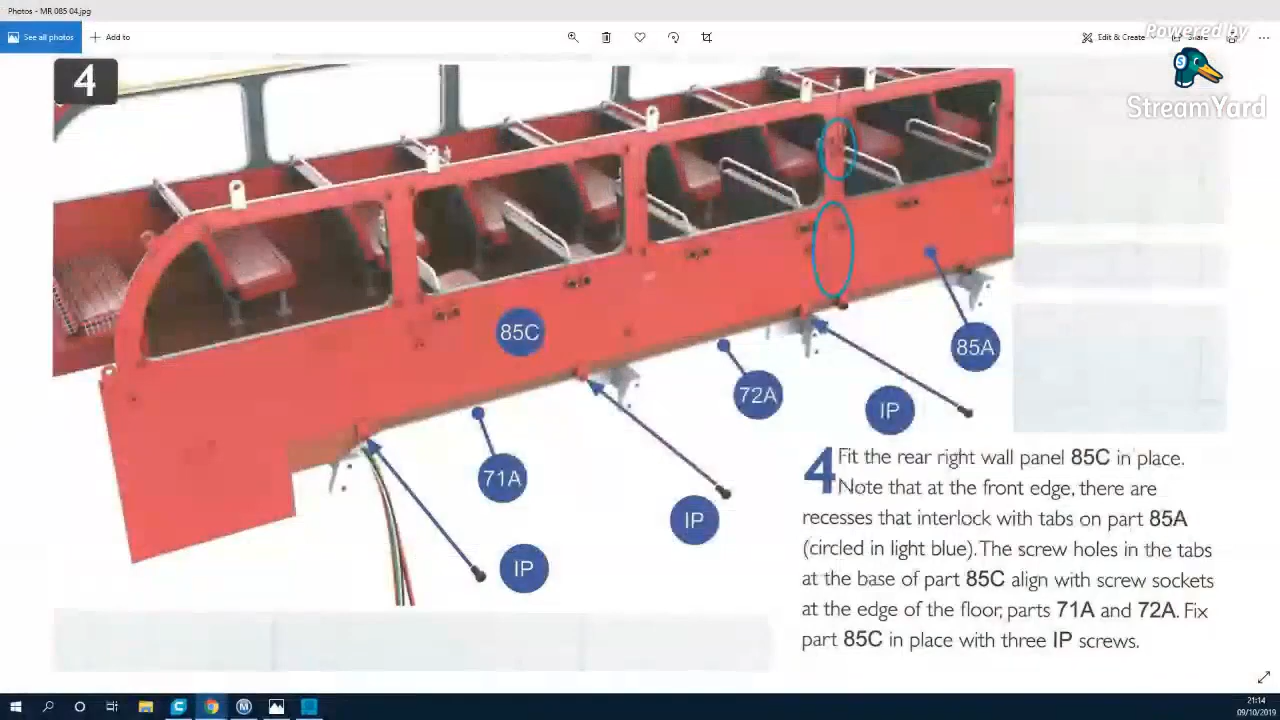 Photos - MR 085 04.jpg
See all photos
Add to
Edit & Create
Share
Powered by
StreamYard
4
85C
85A
72A
IP
71A
IP
IP
4 Fit the rear right wall panel 85C in place.
Note that at the front edge, there are
recesses that interlock with tabs on part 85A
(circled in light blue). The screw holes in the tabs
at the base of part 85C align with screw sockets
at the edge of the floor, parts 71A and 72A. Fix
part 85C in place with three IP screws.
21:14
09/10/2019